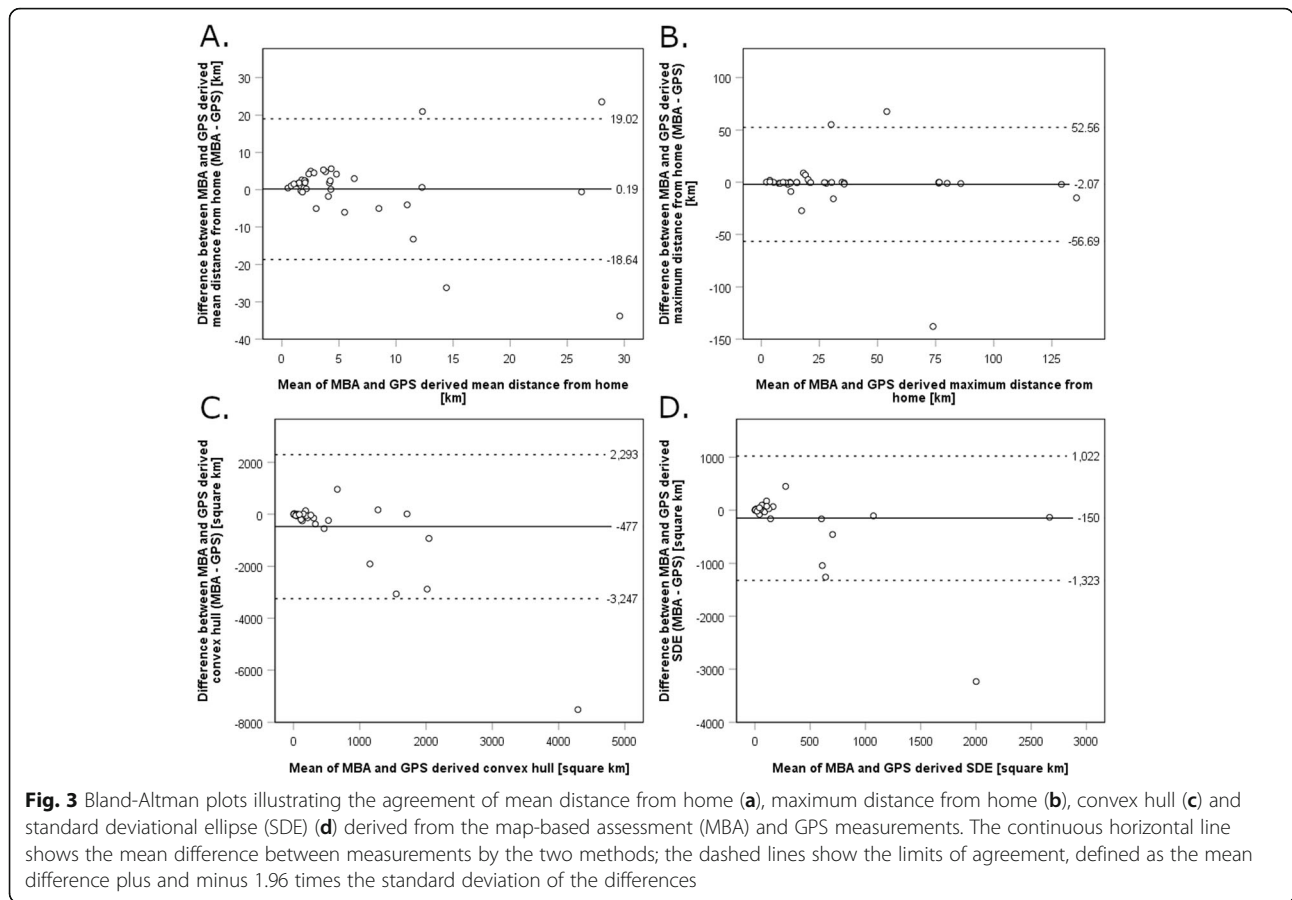 A.
Difference between MBA and GPS derived
mean distance from home (MBA - GPS) [km]
30
20
10
0
-10
-20
-30
-40
19.02
0.19
-18.64
0 5 10 15 20 25 30
Mean of MBA and GPS derived mean distance from home
[km]
B.
Difference between MBA and GPS derived
maximum distance from home (MBA - GPS)
[km]
100
50
0
-50
-100
-150
52.56
-2.07
-56.69
0 25 50 75 100 125
Mean of MBA and GPS derived maximum distance from
home [km]
C.
Difference between MBA and GPS derived
convex hull (MBA - GPS) [square km]
2000
0
-2000
-4000
-6000
-8000
2,293
-477
-3,247
0 1000 2000 3000 4000 5000
Mean of MBA and GPS derived convex hull [square km]
D.
Difference between MBA and GPS derived
SDE (MBA - GPS) [square km]
1000
0
-1000
-2000
-3000
-4000
1,022
-150
-1,323
0 1000 2000 3000
Mean of MBA and GPS derived SDE [square km]
Fig. 3 Bland-Altman plots illustrating the agreement of mean distance from home (a), maximum distance from home (b), convex hull (c) and
standard deviational ellipse (SDE) (d) derived from the map-based assessment (MBA) and GPS measurements. The continuous horizontal line
shows the mean difference between measurements by the two methods; the dashed lines show the limits of agreement, defined as the mean
difference plus and minus 1.96 times the standard deviation of the differences